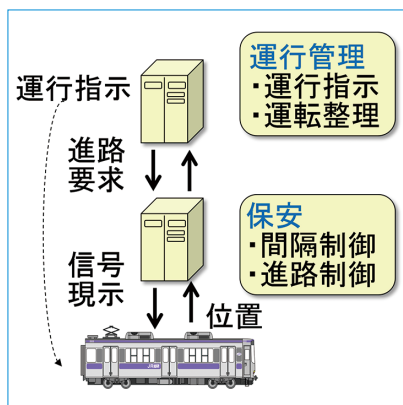 運行管理
・運行指示
・運転整理
運行指示
進路
要求
保安
・間隔制御
・進路制御
信号
現示
位置